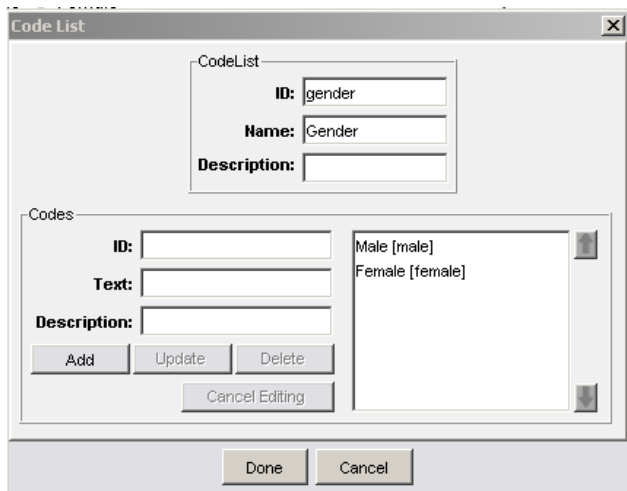 Code List
CodeList
ID: gender
Name: Gender
Description:
Codes
ID:
Text:
Description:
Male [male]
Female [female]
Add Update Delete
Cancel Editing
Done Cancel